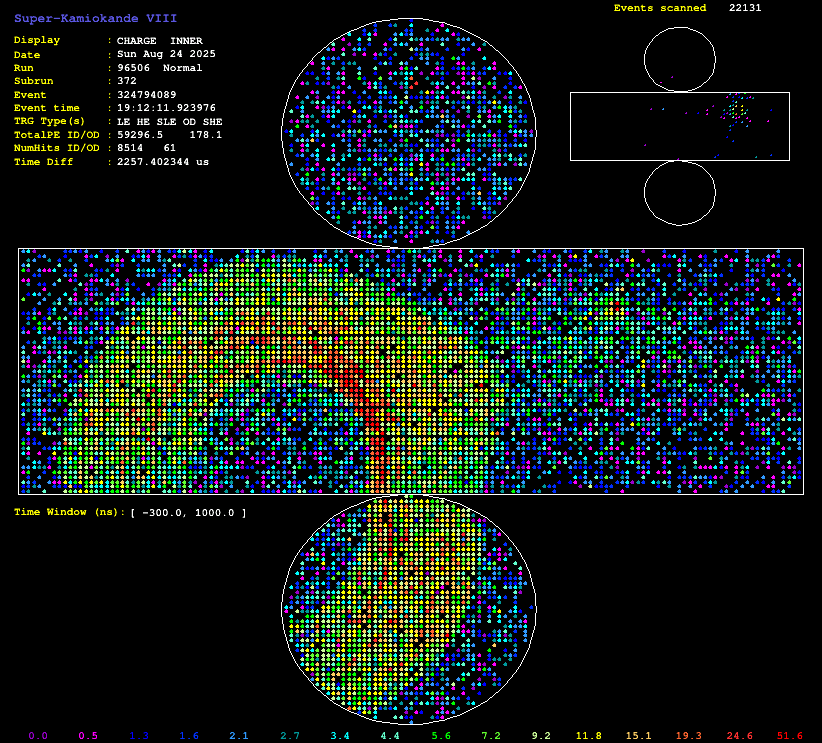 Super-Kamiokande VIII
Events scanned 22131
Display : CHARGE INNER
Date : Sun Aug 24 2025
Run : 96506 Normal
Subrun : 372
Event : 324794089
Event time : 19:12:11.923976
TRG Type(s) : LE HE SLE OD SHE
TotalPE ID/OD : 59296.5 178.1
NumHits ID/OD : 8514 61
Time Diff : 2257.402344 us
Time Window (ns): [ -300.0, 1000.0 ]
0.0 0.5 1.3 1.6 2.1 2.7 3.4 4.4 5.6 7.2 9.2 11.8 15.1 19.3 24.6 51.6